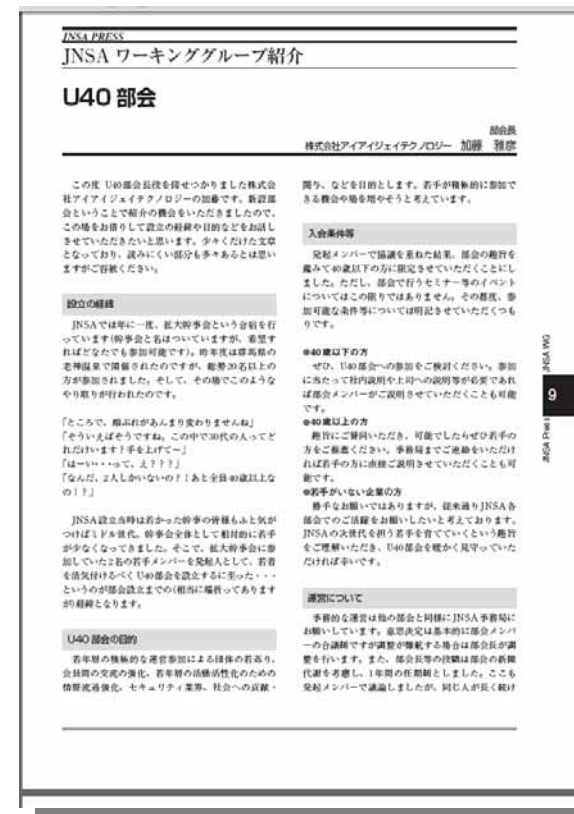 JNSA PRESS
JNSA ワーキンググループ紹介
U40 部会
部会長
株式会社アイアイジェイテクノロジー 加藤 雅彦
この度 U40部会長役を仰せつかりました株式会
社アイアイジェイテクノロジーの加藤です。新設部
会ということで紹介の機会をいただきましたので、
この場をお借りして設立の経緯や目的などをお話し
させていただきたいと思います。少々くだけた文章
となっており、読みにくい部分も多々あるとは思い
ますがご容赦ください。
設立の経緯
JNSAでは年に一度、拡大幹事会という合宿を行
っています(幹事会と名はついていますが、希望す
ればどなたでも参加可能です)。昨年度は群馬県の
老神温泉で開催されたのですが、総勢20名以上の
方が参加されました。そして、その場でこのような
やり取りが行われたのです。
「ところで、顔ぶれがあんまり変わりませんね」
「そういえばそうですね。この中で30代の人ってど
れだけいます?手を上げて~」
「はーい・・・って、え???」
「なんだ、2人しかいないの?!あと全員40歳以上な
の!?」
JNSA設立当時は若かった幹事の皆様もふと気が
つけばミドル世代。幹事会全体として相対的に若手
が少なくなってきました。そこで、拡大幹事会に参
加していた2名の若手メンバーを発起人として、若者
を活気付けるべく U40部会を設立するに至った・・・
というのが部会設立までの(相当に端折ってあります
が)経緯となります。
U40 部会の目的
若年層の積極的な運営参加による団体の若返り、
会員間の交流の強化、若年層の活動活性化のための
情報流通強化、セキュリティ業界、社会への貢献・
関与、などを目的とします。若手が積極的に参加で
きる機会や場を増やそうと考えています。
入会条件等
発起メンバーで協議を重ねた結果、部会の趣旨を
鑑みて40歳以下の方に限定させていただくことにし
ました。ただし、部会で行うセミナー等のイベント
についてはこの限りではありません。その都度、参
加可能な条件等については明記させていただくつも
りです。
●40歳以下の方
ぜひ、U40部会への参加をご検討ください。参加
に当たって社内説明や上司への説明等が必要であれ
ば部会メンバーがご説明させていただくことも可能
です。
●40歳以上の方
趣旨にご賛同いただき、可能でしたらぜひ若手の
方をご推薦ください。事務局までご連絡をいただけ
れば若手の方に直接ご説明させていただくことも可
能です。
●若手がいない企業の方
勝手なお願いではありますが、従来通りJNSA各
部会でのご活躍をお願いしたいと考えております。
JNSAの次世代を担う若手を育てていくという趣旨
をご理解いただき、U40部会を暖かく見守っていた
だければ幸いです。
運営について
事務的な運営は他の部会と同様にJNSA事務局に
お願いしています。意思決定は基本的に部会メンバ
ーの合議制ですが調整が難航する場合は部会長が調
整を行います。また、部会長等の役職は部会の新陳
代謝を考慮し、1年間の任期制としました。ここも
発起メンバーで議論しましたが、同じ人が長く続け
JNSA WG
9
JNSA Press